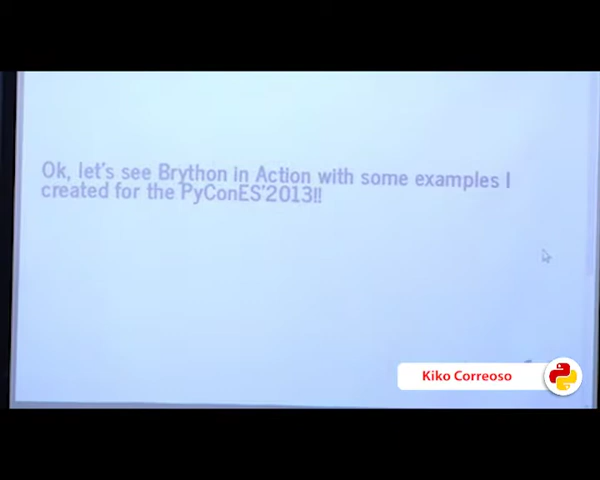 Ok, let's see Brython in Action with some examples I
created for the PyConES'2013!!
Kiko Correoso